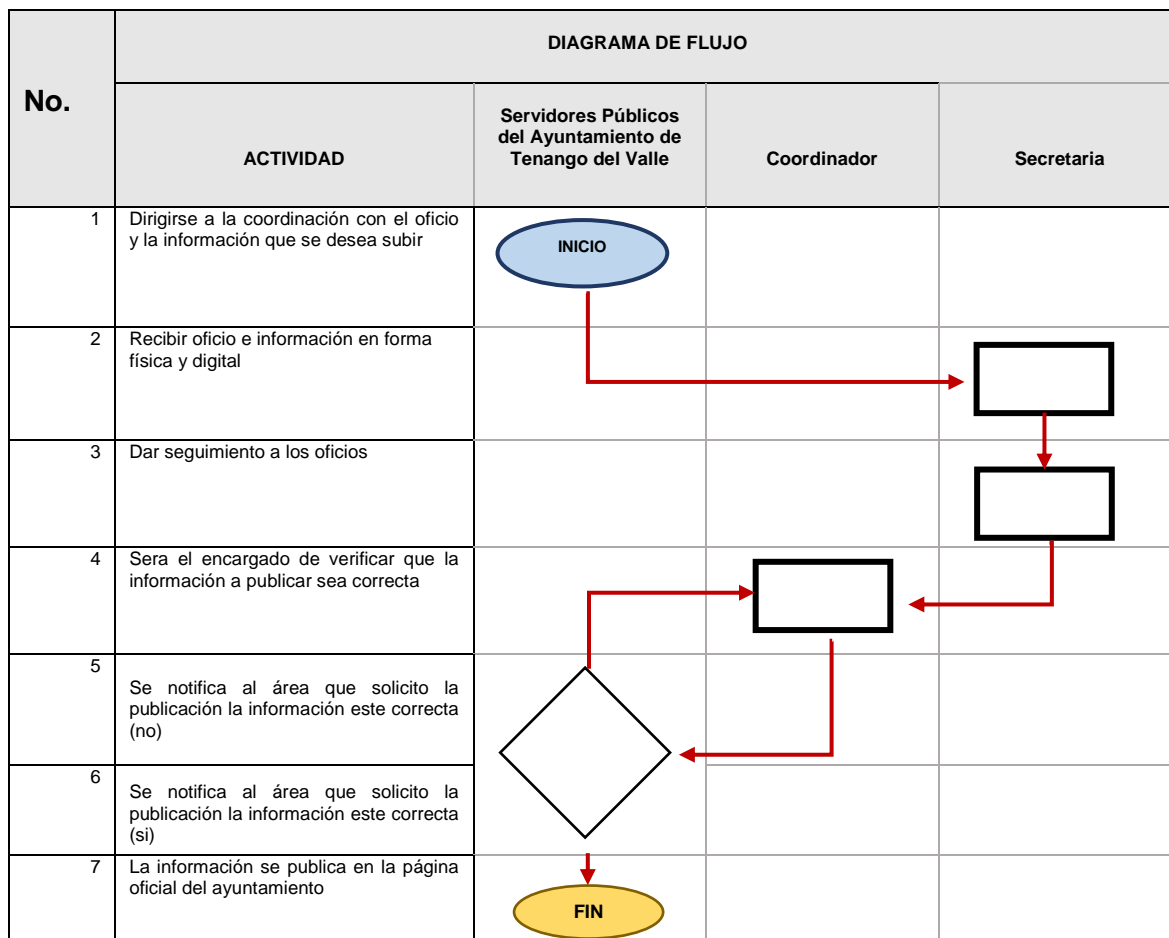 DIAGRAMA DE FLUJO
No.
ACTIVIDAD
Servidores Públicos
del Ayuntamiento de
Tenango del Valle
Coordinador
Secretaria
1
Dirigirse a la coordinación con el oficio
y la información que se desea subir
INICIO
2
Recibir oficio e información en forma
física y digital
3
Dar seguimiento a los oficios
4
Sera el encargado de verificar que la
información a publicar sea correcta
5
Se notifica al área que solicito la
publicación la información este correcta
(no)
6
Se notifica al área que solicito la
publicación la información este correcta
(si)
7
La información se publica en la página
oficial del ayuntamiento
FIN